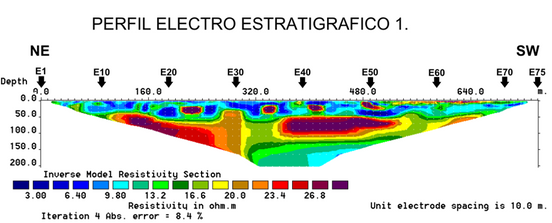 PERFIL ELECTRO ESTRATIGRAFICO 1.
NE SW
E1 E10 E20 E30 E40 E50 E60 E70 E75
Depth 0.0 160.0 320.0 480.0 640.0 m.
0.0
50.0
100.0
150.0
200.0
Inverse Model Resistivity Section
3.00 6.40 9.80 13.2 16.6 20.0 23.4 26.8
Resistivity in ohm.m
Unit electrode spacing is 10.0 m.
Iteration 4 Abs. error = 8.4 %